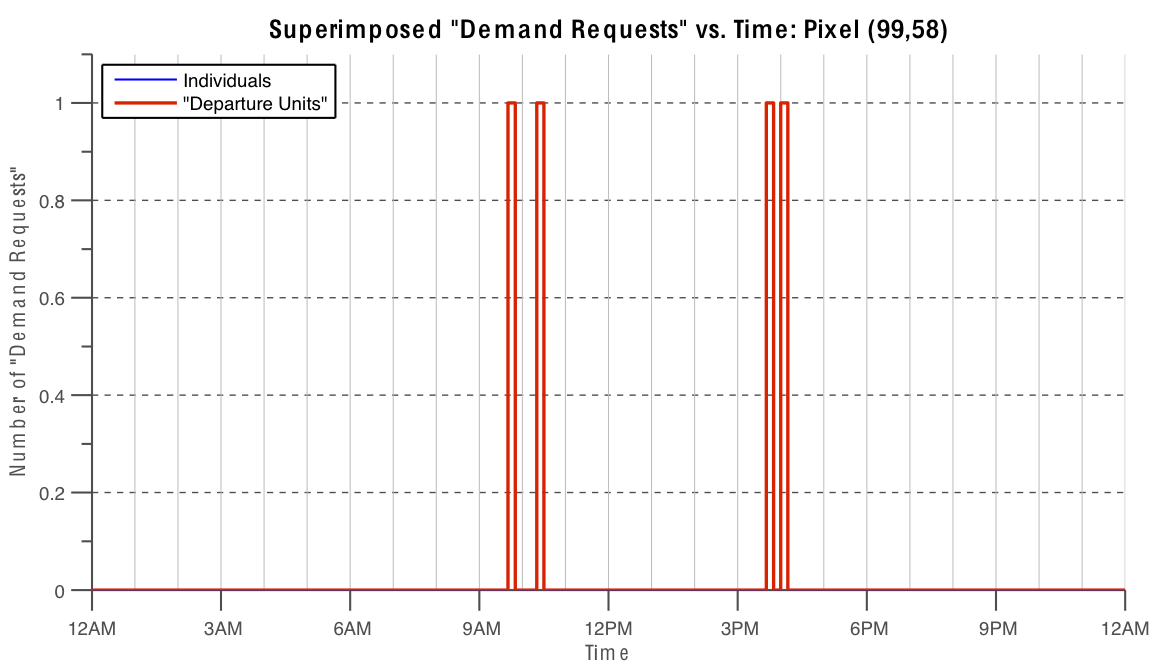 Superimposed "Demand Requests" vs. Time: Pixel (99,58)
Individuals
"Departure Units"
Number of "Demand Requests"
1
0.8
0.6
0.4
0.2
0
12AM 3AM 6AM 9AM 12PM 3PM 6PM 9PM 12AM
Time